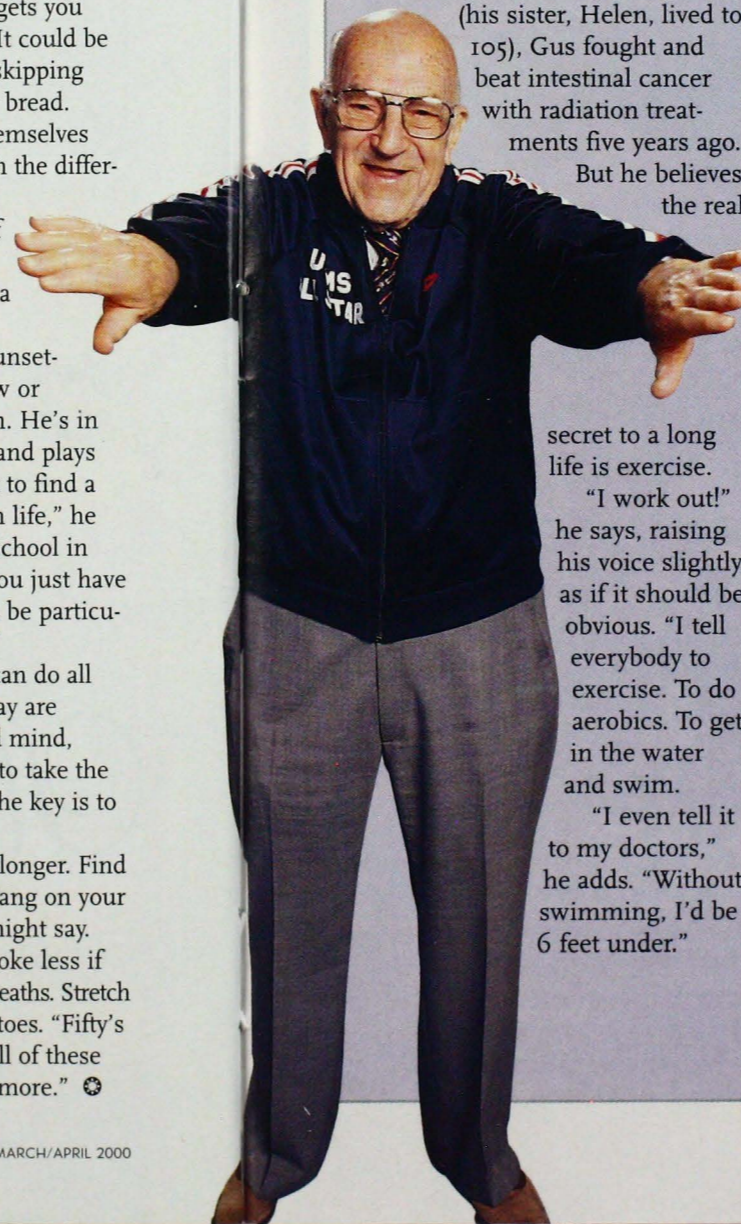 gets you
It could be
skipping
bread.
emselves
n the differ-
f
a
unset-
w or
n. He's in
and plays
to find a
n life," he
chool in
ou just have
be particu-
an do all
ay are
l mind,
to take the
he key is to
longer. Find
ang on your
night say.
oke less if
eaths. Stretch
toes. "Fifty's
ll of these
more."
MARCH/APRIL 2000
(his sister, Helen, lived to
105), Gus fought and
beat intestinal cancer
with radiation treat-
ments five years ago.
But he believes
the real
secret to a long
life is exercise.
"I work out!"
he says, raising
his voice slightly
as if it should be
obvious. "I tell
everybody to
exercise. To do
aerobics. To get
in the water
and swim.
"I even tell it
to my doctors,"
he adds. "Without
swimming, I'd be
6 feet under."